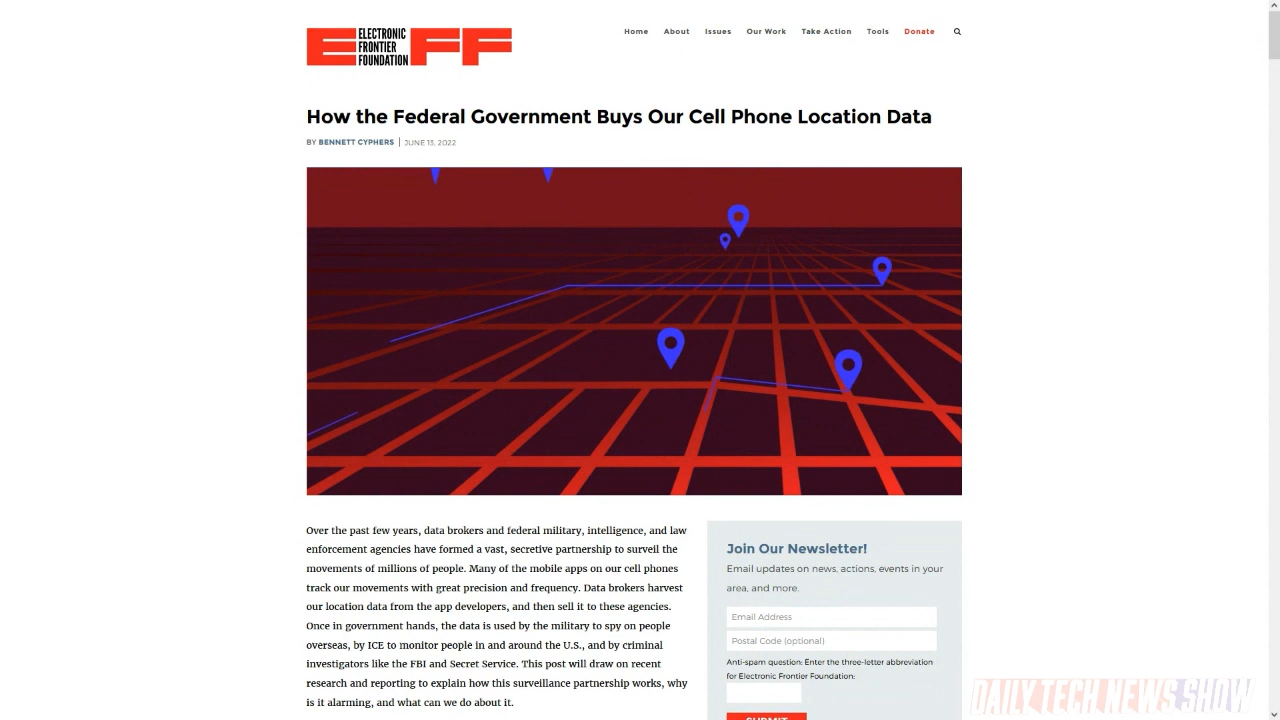 ELECTRONIC
FRONTIER
FOUNDATION
EFF
Home About Issues Our Work Take Action Tools Donate
How the Federal Government Buys Our Cell Phone Location Data
BY BENNETT CYPHERS | JUNE 13, 2022
Over the past few years, data brokers and federal military, intelligence, and law
enforcement agencies have formed a vast, secretive partnership to surveil the
movements of millions of people. Many of the mobile apps on our cell phones
track our movements with great precision and frequency. Data brokers harvest
our location data from the app developers, and then sell it to these agencies.
Once in government hands, the data is used by the military to spy on people
overseas, by ICE to monitor people in and around the U.S., and by criminal
investigators like the FBI and Secret Service. This post will draw on recent
research and reporting to explain how this surveillance partnership works, why
is it alarming, and what can we do about it.
Join Our Newsletter!
Email updates on news, actions, events in your
area, and more.
Email Address
Postal Code (optional)
Anti-spam question: Enter the three-letter abbreviation
for Electronic Frontier Foundation:
SUBMIT
DAILY TECH NEWS SHOW